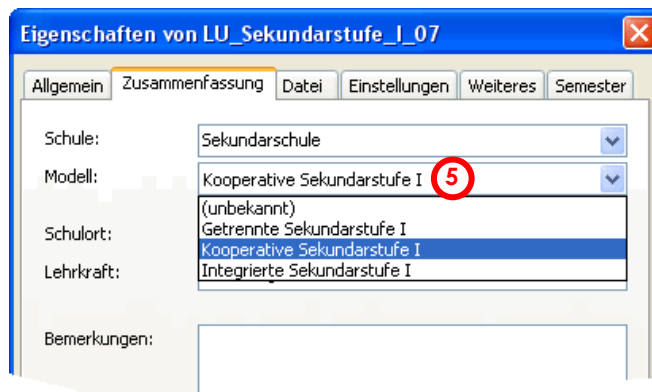 Eigenschaften von LU_Sekundarstufe_I_07
Allgemein Zusammenfassung Datei Einstellungen Weiteres Semester
Schule: Sekundarschule
Modell: Kooperative Sekundarstufe I 5
(unbekannt)
Getrennte Sekundarstufe I
Schulort:
Kooperative Sekundarstufe I
Lehrkraft: Integrierte Sekundarstufe I
Bemerkungen: